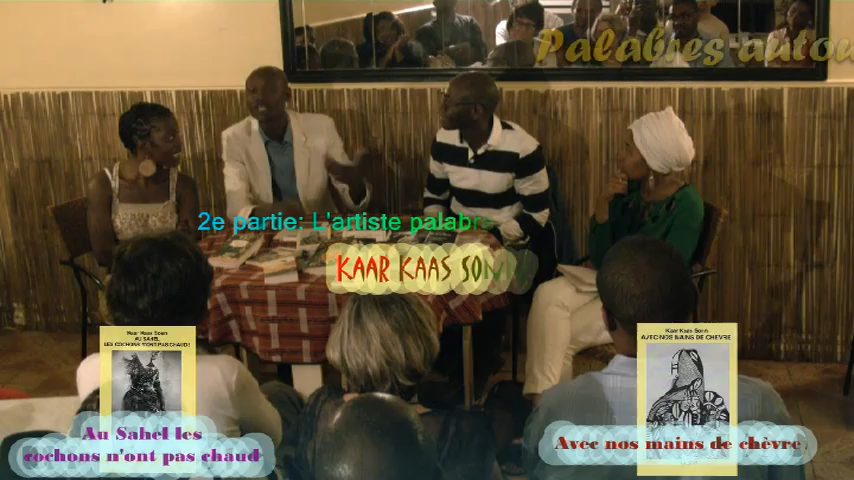 Palabres autou
2e partie: L'artiste palabre
KAAR KAAS SONN
Kaar Kaas Sonn
AU SAHEL
LES COCHONS N'ONT PAS CHAUD!
Kaar Kaas Sonn
AVEC NOS MAINS DE CHEVRE
Au Sahel les
cochons n'ont pas chaud
Avec nos mains de chèvre